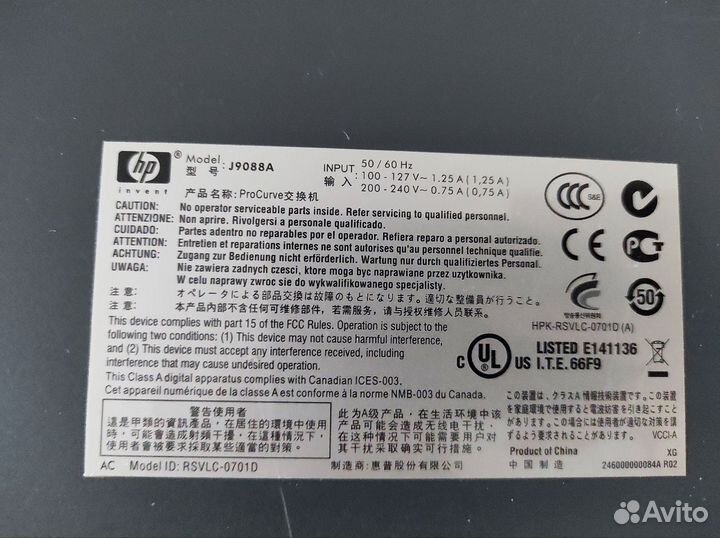 hp
®
invent
Model: J9088A
型 号:
INPUT 50 / 60 Hz
输 入 100 - 127 V~ 1.25 A (1,25 A)
200 - 240 V~ 0.75 A (0,75 A)
产品名称: ProCurve交换机
CAUTION: No operator serviceable parts inside. Refer servicing to qualified personnel.
ATTENZIONE: Non aprire. Rivolgersi a personale qualificato.
CUIDADO: Partes adentro no reparables por el operador. Refiera reparo a personal autorizado.
ATTENTION: Entretien et reparations internes ne sont autorisés qu'au personnel technique qualifie.
ACHTUNG: Zugang zur Bedienung nicht erforderlich. Wartung nur durch qualifiziertes Personal.
UWAGA: Nie zawiera zadnych czesci, ktore moga byc naprawiane przez uzytkownika.
W celu naprawy zwroc sie do wykwalifikowanego Specjalisty.
注 意: オペレータによる部品交換は故障のもとになります。適切な整備員が行うこと。
注 意: 本产品内部不含任何可维修部件，若需服务，请与授权维修人员联系。
This device complies with part 15 of the FCC Rules. Operation is subject to the
following two conditions: (1) This device may not cause harmful interference,
and (2) This device must accept any interference received, including
interference that may cause undesired operation.
This Class A digital apparatus complies with Canadian ICES-003.
Cet appareil numérique de la classe A est conforme à la norme NMB-003 du Canada.
CCC S&E
CE
PCT
50
HPK-RSVLC-0701D (A)
C UL US
LISTED E141136
I.T.E. 66F9
警告使用者
這是甲類的資訊產品，在居住的環境中使用
時，可能會造成射頻干擾，在這種情況下，
使用者會被要求採取某些適當的對策。
此为A级产品，在生活环境中该
产品可能会造成无线电干扰，
在这种情况下可能需要用户对
其干扰采取切实可行措施。
この装置は、クラスA 情報技術装置です。この装置
を家庭環境で使用すると電波妨害を引き起こすこと
があります。この場合には使用者が適切な対策を講
ずるよう要求されることがあります。
VCCI-A
Product of China XG
中国制造 246000000084A R02
AC Model ID: RSVLC-0701D
制造商: 惠普股份有限公司
Avito